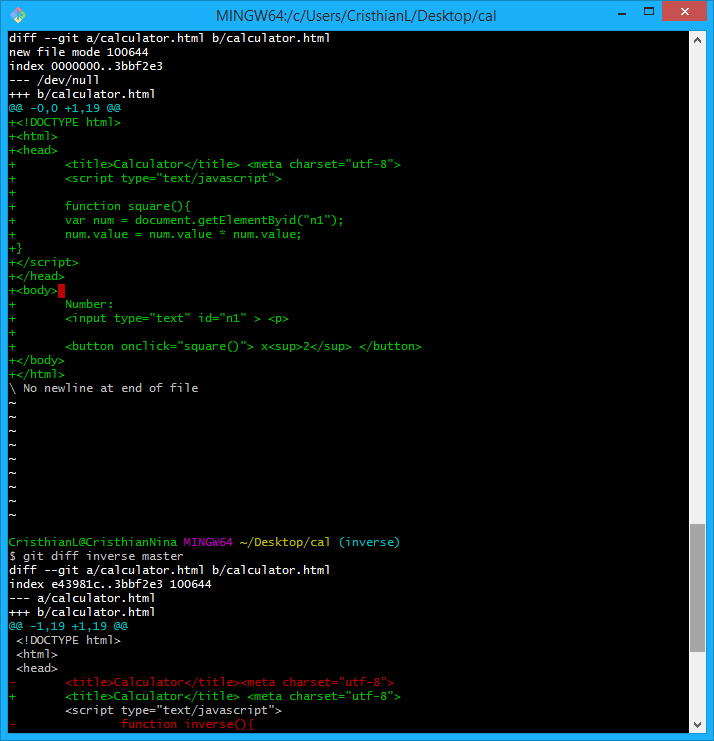 MINGW64:/c/Users/CristhianL/Desktop/cal
diff --git a/calculator.html b/calculator.html
new file mode 100644
index 0000000..3bbf2e3
--- /dev/null
+++ b/calculator.html
@@ -0,0 +1,19 @@
+<!DOCTYPE html>
+<html>
+<head>
+       <title>Calculator</title> <meta charset="utf-8">
+       <script type="text/javascript">
+
+       function square(){
+       var num = document.getElementByid("n1");
+       num.value = num.value * num.value;
+}
+</script>
+</head>
+<body>
+       Number:
+       <input type="text" id="n1" > <p>
+
+       <button onclick="square()"> x<sup>2</sup> </button>
+</body>
+</html>
\ No newline at end of file
~
~
~
~
~
~
~
~
~
CristhianL@CristhianNina MINGW64 ~/Desktop/cal (inverse)
$ git diff inverse master
diff --git a/calculator.html b/calculator.html
index e43981c..3bbf2e3 100644
--- a/calculator.html
+++ b/calculator.html
@@ -1,19 +1,19 @@
 <!DOCTYPE html>
 <html>
 <head>
-       <title>Calculator</title><meta charset="utf-8">
+       <title>Calculator</title> <meta charset="utf-8">
        <script type="text/javascript">
-               function inverse(){